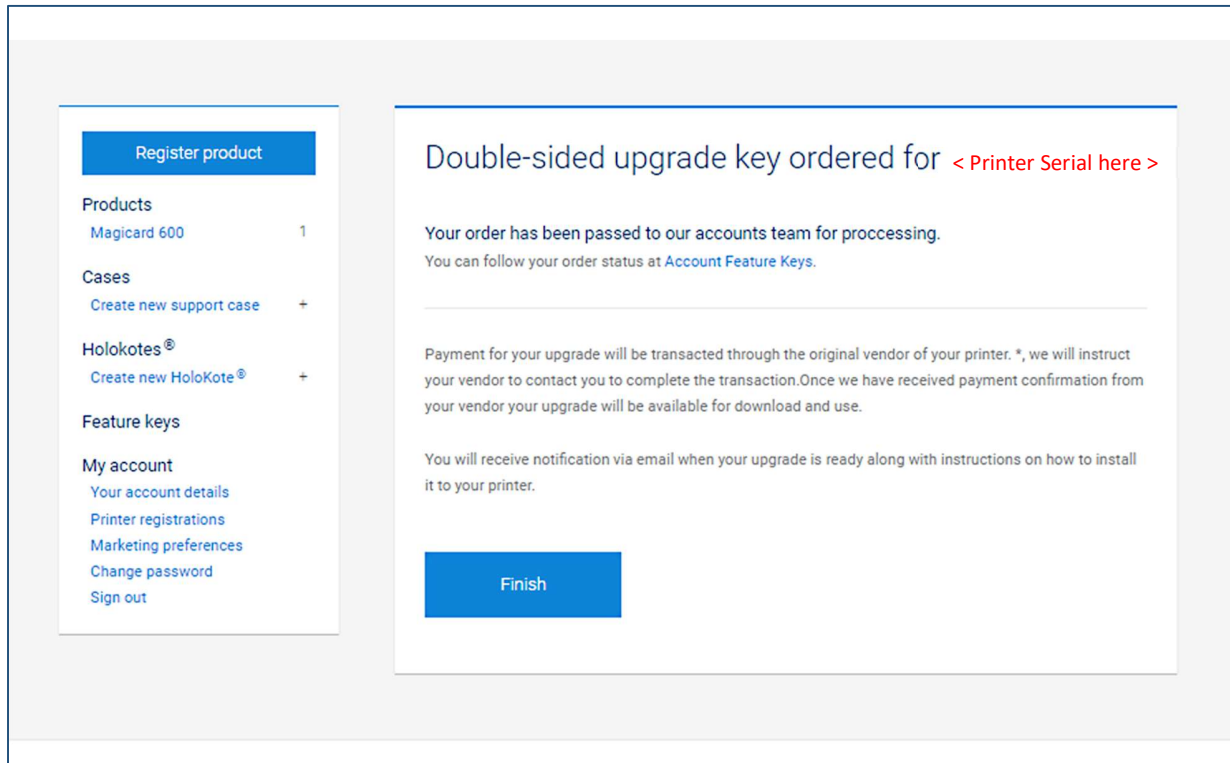 Register product
Products
Magicard 600 1
Cases
Create new support case +
Holokotes ®
Create new HoloKote ® +
Feature keys
My account
Your account details
Printer registrations
Marketing preferences
Change password
Sign out
Double-sided upgrade key ordered for < Printer Serial here >
Your order has been passed to our accounts team for proccessing.
You can follow your order status at Account Feature Keys.
Payment for your upgrade will be transacted through the original vendor of your printer. *, we will instruct
your vendor to contact you to complete the transaction.Once we have received payment confirmation from
your vendor your upgrade will be available for download and use.
You will receive notification via email when your upgrade is ready along with instructions on how to install
it to your printer.
Finish